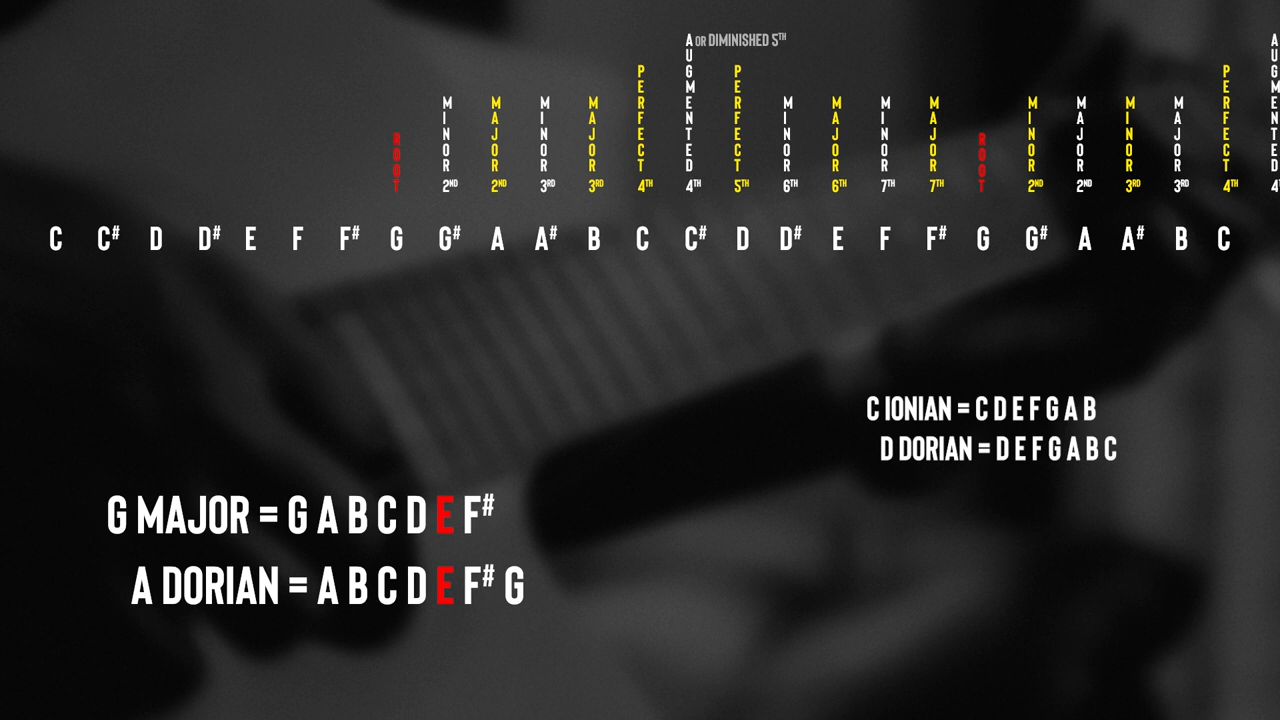 A OR DIMINISHED 5TH
ROOT MINOR 2ND MAJOR 2ND MINOR 3RD MAJOR 3RD PERFECT 4TH AUGMENTED 4TH PERFECT 5TH MINOR 6TH MAJOR 6TH MINOR 7TH MAJOR 7TH ROOT MINOR 2ND MAJOR 2ND MINOR 3RD MAJOR 3RD PERFECT 4TH AUGMENTED 4
C C# D D# E F F# G G# A A# B C C# D D# E F F# G G# A A# B C
C IONIAN = C D E F G A B
D DORIAN = D E F G A B C
G MAJOR = G A B C D E F#
A DORIAN = A B C D E F# G